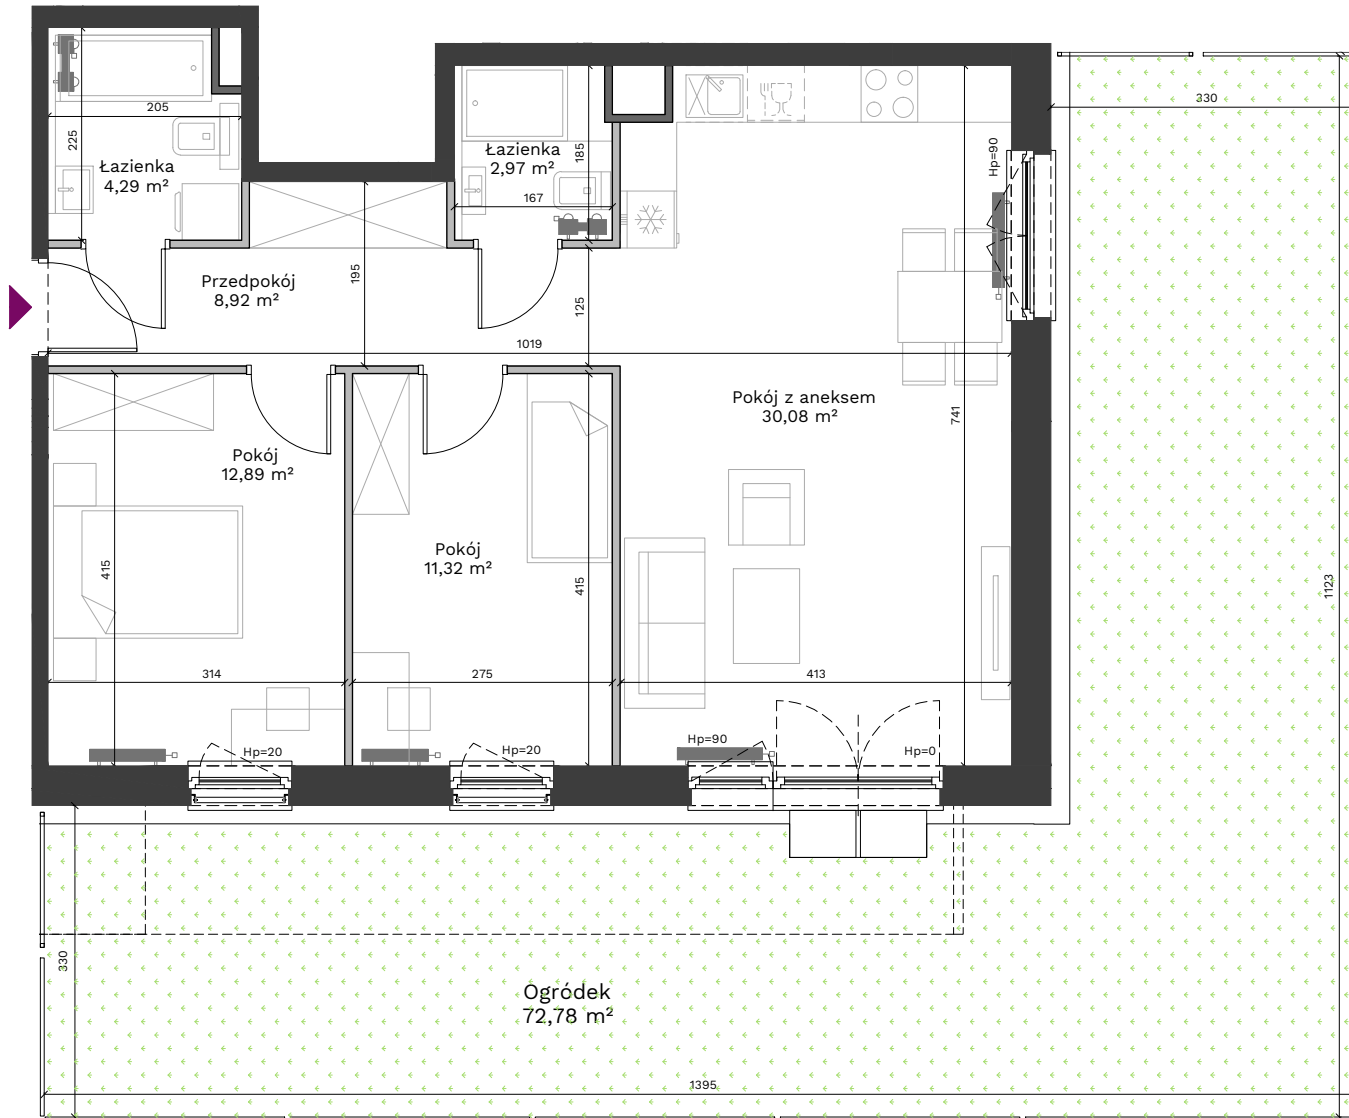 330
205
225
Łazienka
4,29 m²
Łazienka
2,97 m²
185
167
Hp=90
Przedpokój
8,92 m²
195
125
1019
Pokój z aneksem
30,08 m²
741
Pokój
12,89 m²
Pokój
11,32 m²
415
415
1123
314
275
413
Hp=20
Hp=20
Hp=90
Hp=0
330
Ogródek
72,78 m²
1395